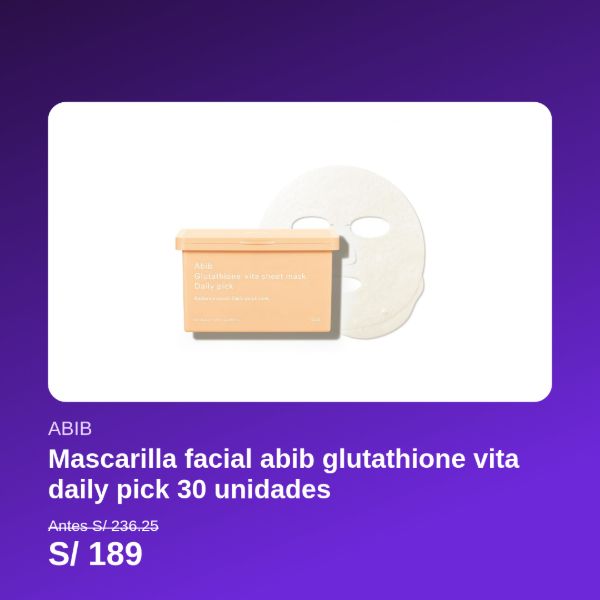 Abib
Glutathione vita sheet mask
Daily pick
ABIB
Mascarilla facial abib glutathione vita
daily pick 30 unidades
Antes S/ 236.25
S/ 189